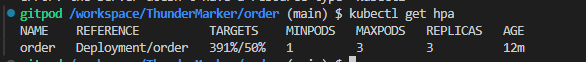 gitpod /workspace/ThunderMarker/order (main) $ kubectl get hpa
NAME REFERENCE TARGETS MINPODS MAXPODS REPLICAS AGE
order Deployment/order 391%/50% 1 3 3 12m